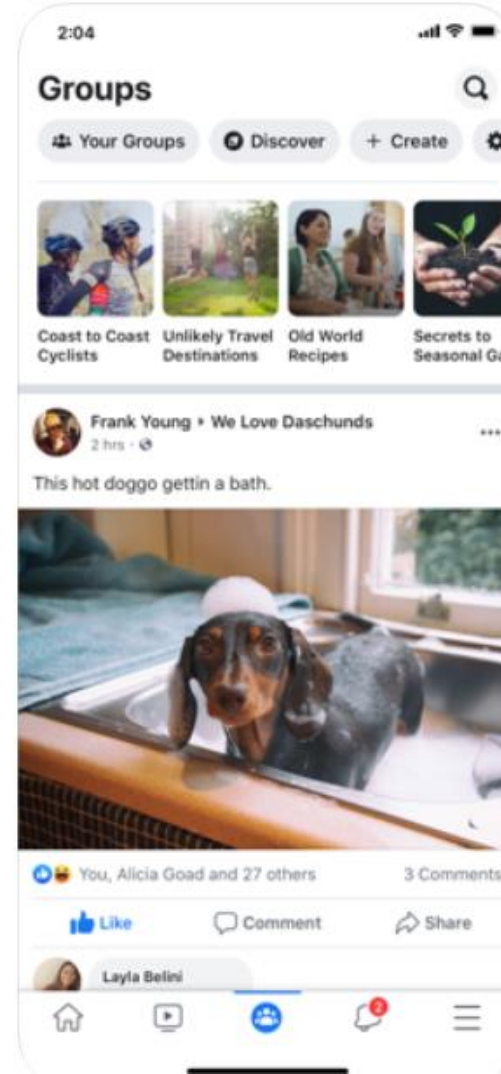 2:04
Groups
Your Groups
Discover
+ Create
Coast to Coast
Cyclists
Unlikely Travel
Destinations
Old World
Recipes
Secrets to
Seasonal Ga
Frank Young ▸ We Love Daschunds
2 hrs ·
This hot doggo gettin a bath.
You, Alicia Goad and 27 others
3 Comments
Like
Comment
Share
Layla Belini
2